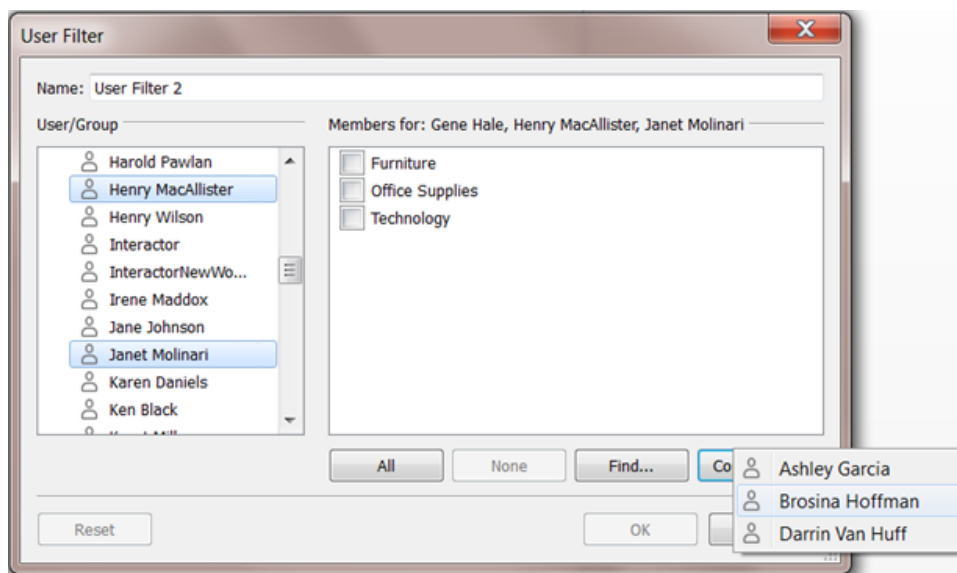 User Filter
Name: User Filter 2
User/Group
Members for: Gene Hale, Henry MacAllister, Janet Molinari
Harold Pawlan
Henry MacAllister
Henry Wilson
Interactor
InteractorNewWo...
Irene Maddox
Jane Johnson
Janet Molinari
Karen Daniels
Ken Black
Furniture
Office Supplies
Technology
All
None
Find...
Co
Ashley Garcia
Brosina Hoffman
Darrin Van Huff
Reset
OK